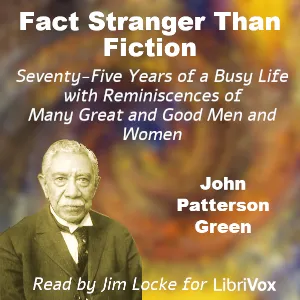 Fact Stranger Than
Fiction
Seventy-Five Years of a Busy Life
with Reminiscences of
Many Great and Good Men and
Women
John
Patterson
Green
Read by Jim Locke for LibriVox